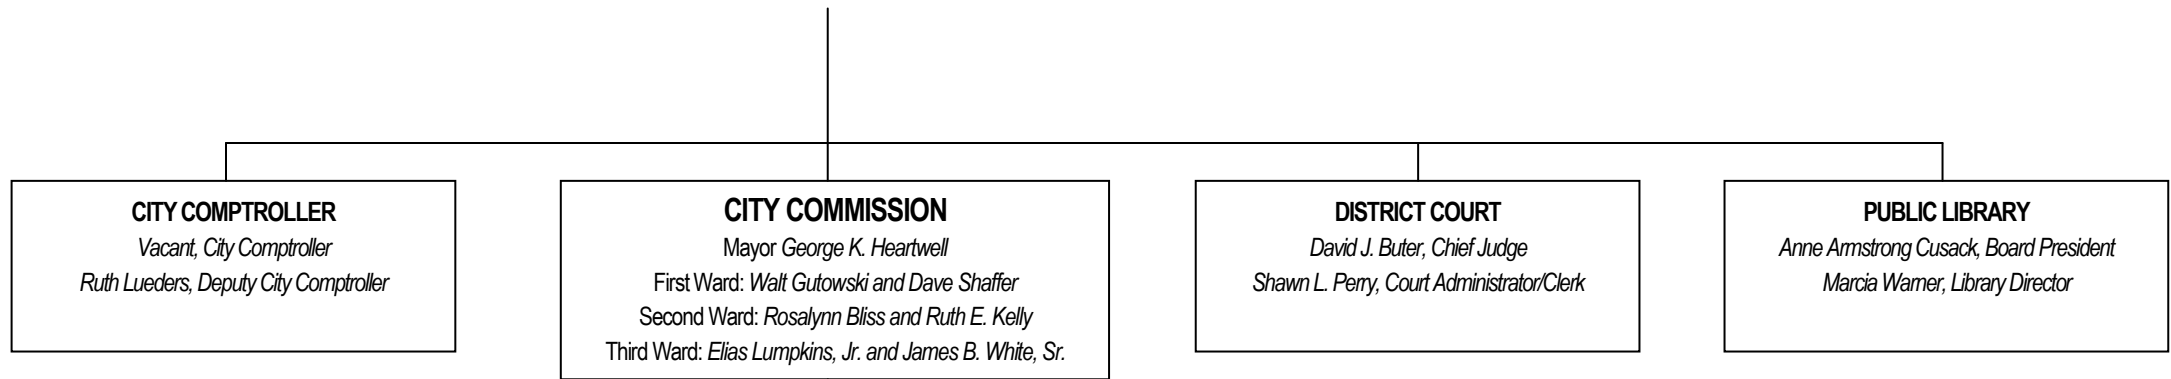 CITY COMPTROLLER
Vacant, City Comptroller
Ruth Lueders, Deputy City Comptroller
CITY COMMISSION
Mayor George K. Heartwell
First Ward: Walt Gutowski and Dave Shaffer
Second Ward: Rosalynn Bliss and Ruth E. Kelly
Third Ward: Elias Lumpkins, Jr. and James B. White, Sr.
DISTRICT COURT
David J. Buter, Chief Judge
Shawn L. Perry, Court Administrator/Clerk
PUBLIC LIBRARY
Anne Armstrong Cusack, Board President
Marcia Warner, Library Director